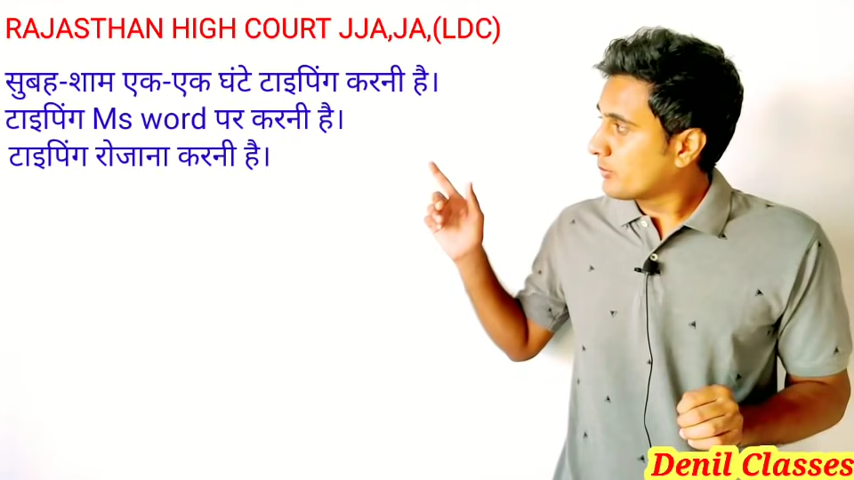 RAJASTHAN HIGH COURT JJA,JA,(LDC)
सुबह-शाम एक-एक घंटे टाइपिंग करनी है।
टाइपिंग Ms word पर करनी है।
टाइपिंग रोजाना करनी है।
Denil Classes